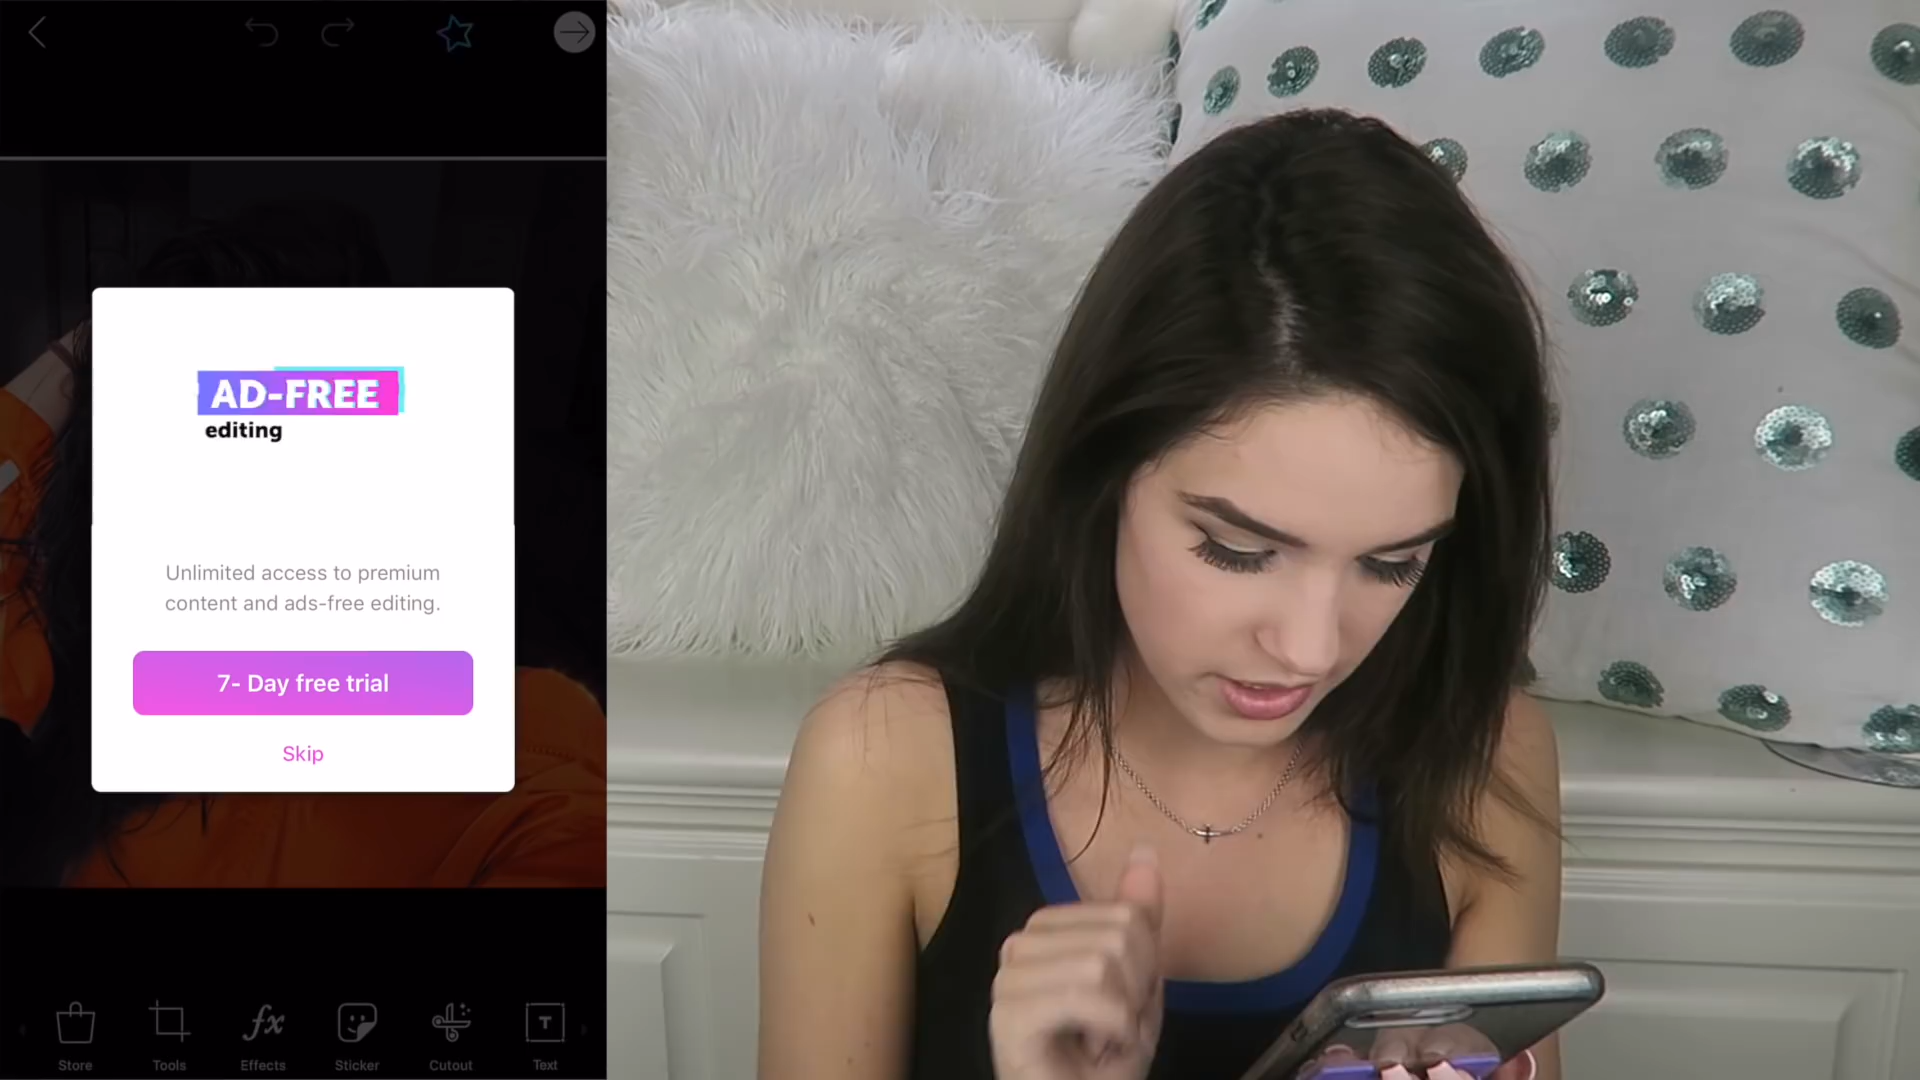 AD-FREE
editing
Unlimited access to premium
content and ads-free editing.
7- Day free trial
Skip
Store
Tools
Effects
Sticker
Cutout
Text